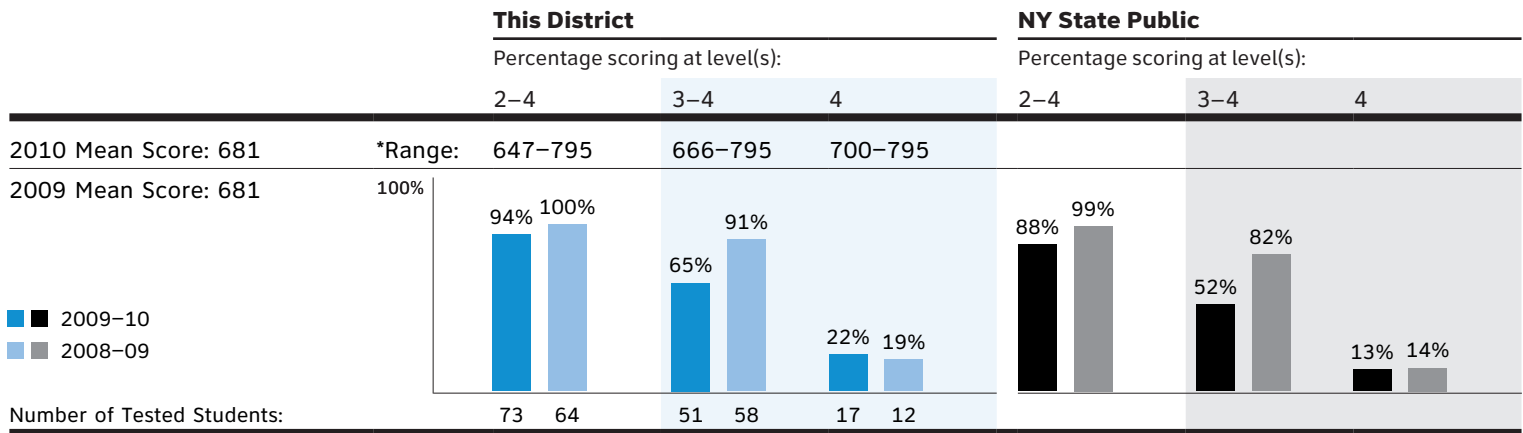 This District NY State Public
Percentage scoring at level(s): Percentage scoring at level(s):
2–4 3–4 4 2–4 3–4 4
2010 Mean Score: 681 *Range: 647–795 666–795 700–795
2009 Mean Score: 681 100%
94% 100% 91% 88% 99% 82%
65% 52%
22% 19% 13% 14%
2009–10
2008–09
Number of Tested Students: 73 64 51 58 17 12